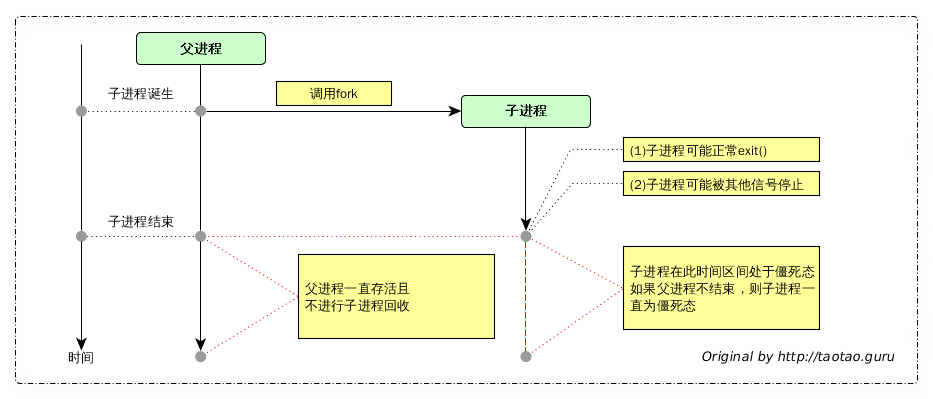 父进程
子进程诞生
调用fork
子进程
(1)子进程可能正常exit()
(2)子进程可能被其他信号停止
子进程结束
父进程一直存活且
不进行子进程回收
子进程在此时间区间处于僵死态
如果父进程不结束，则子进程一
直为僵死态
时间
Original by http://taotao.guru